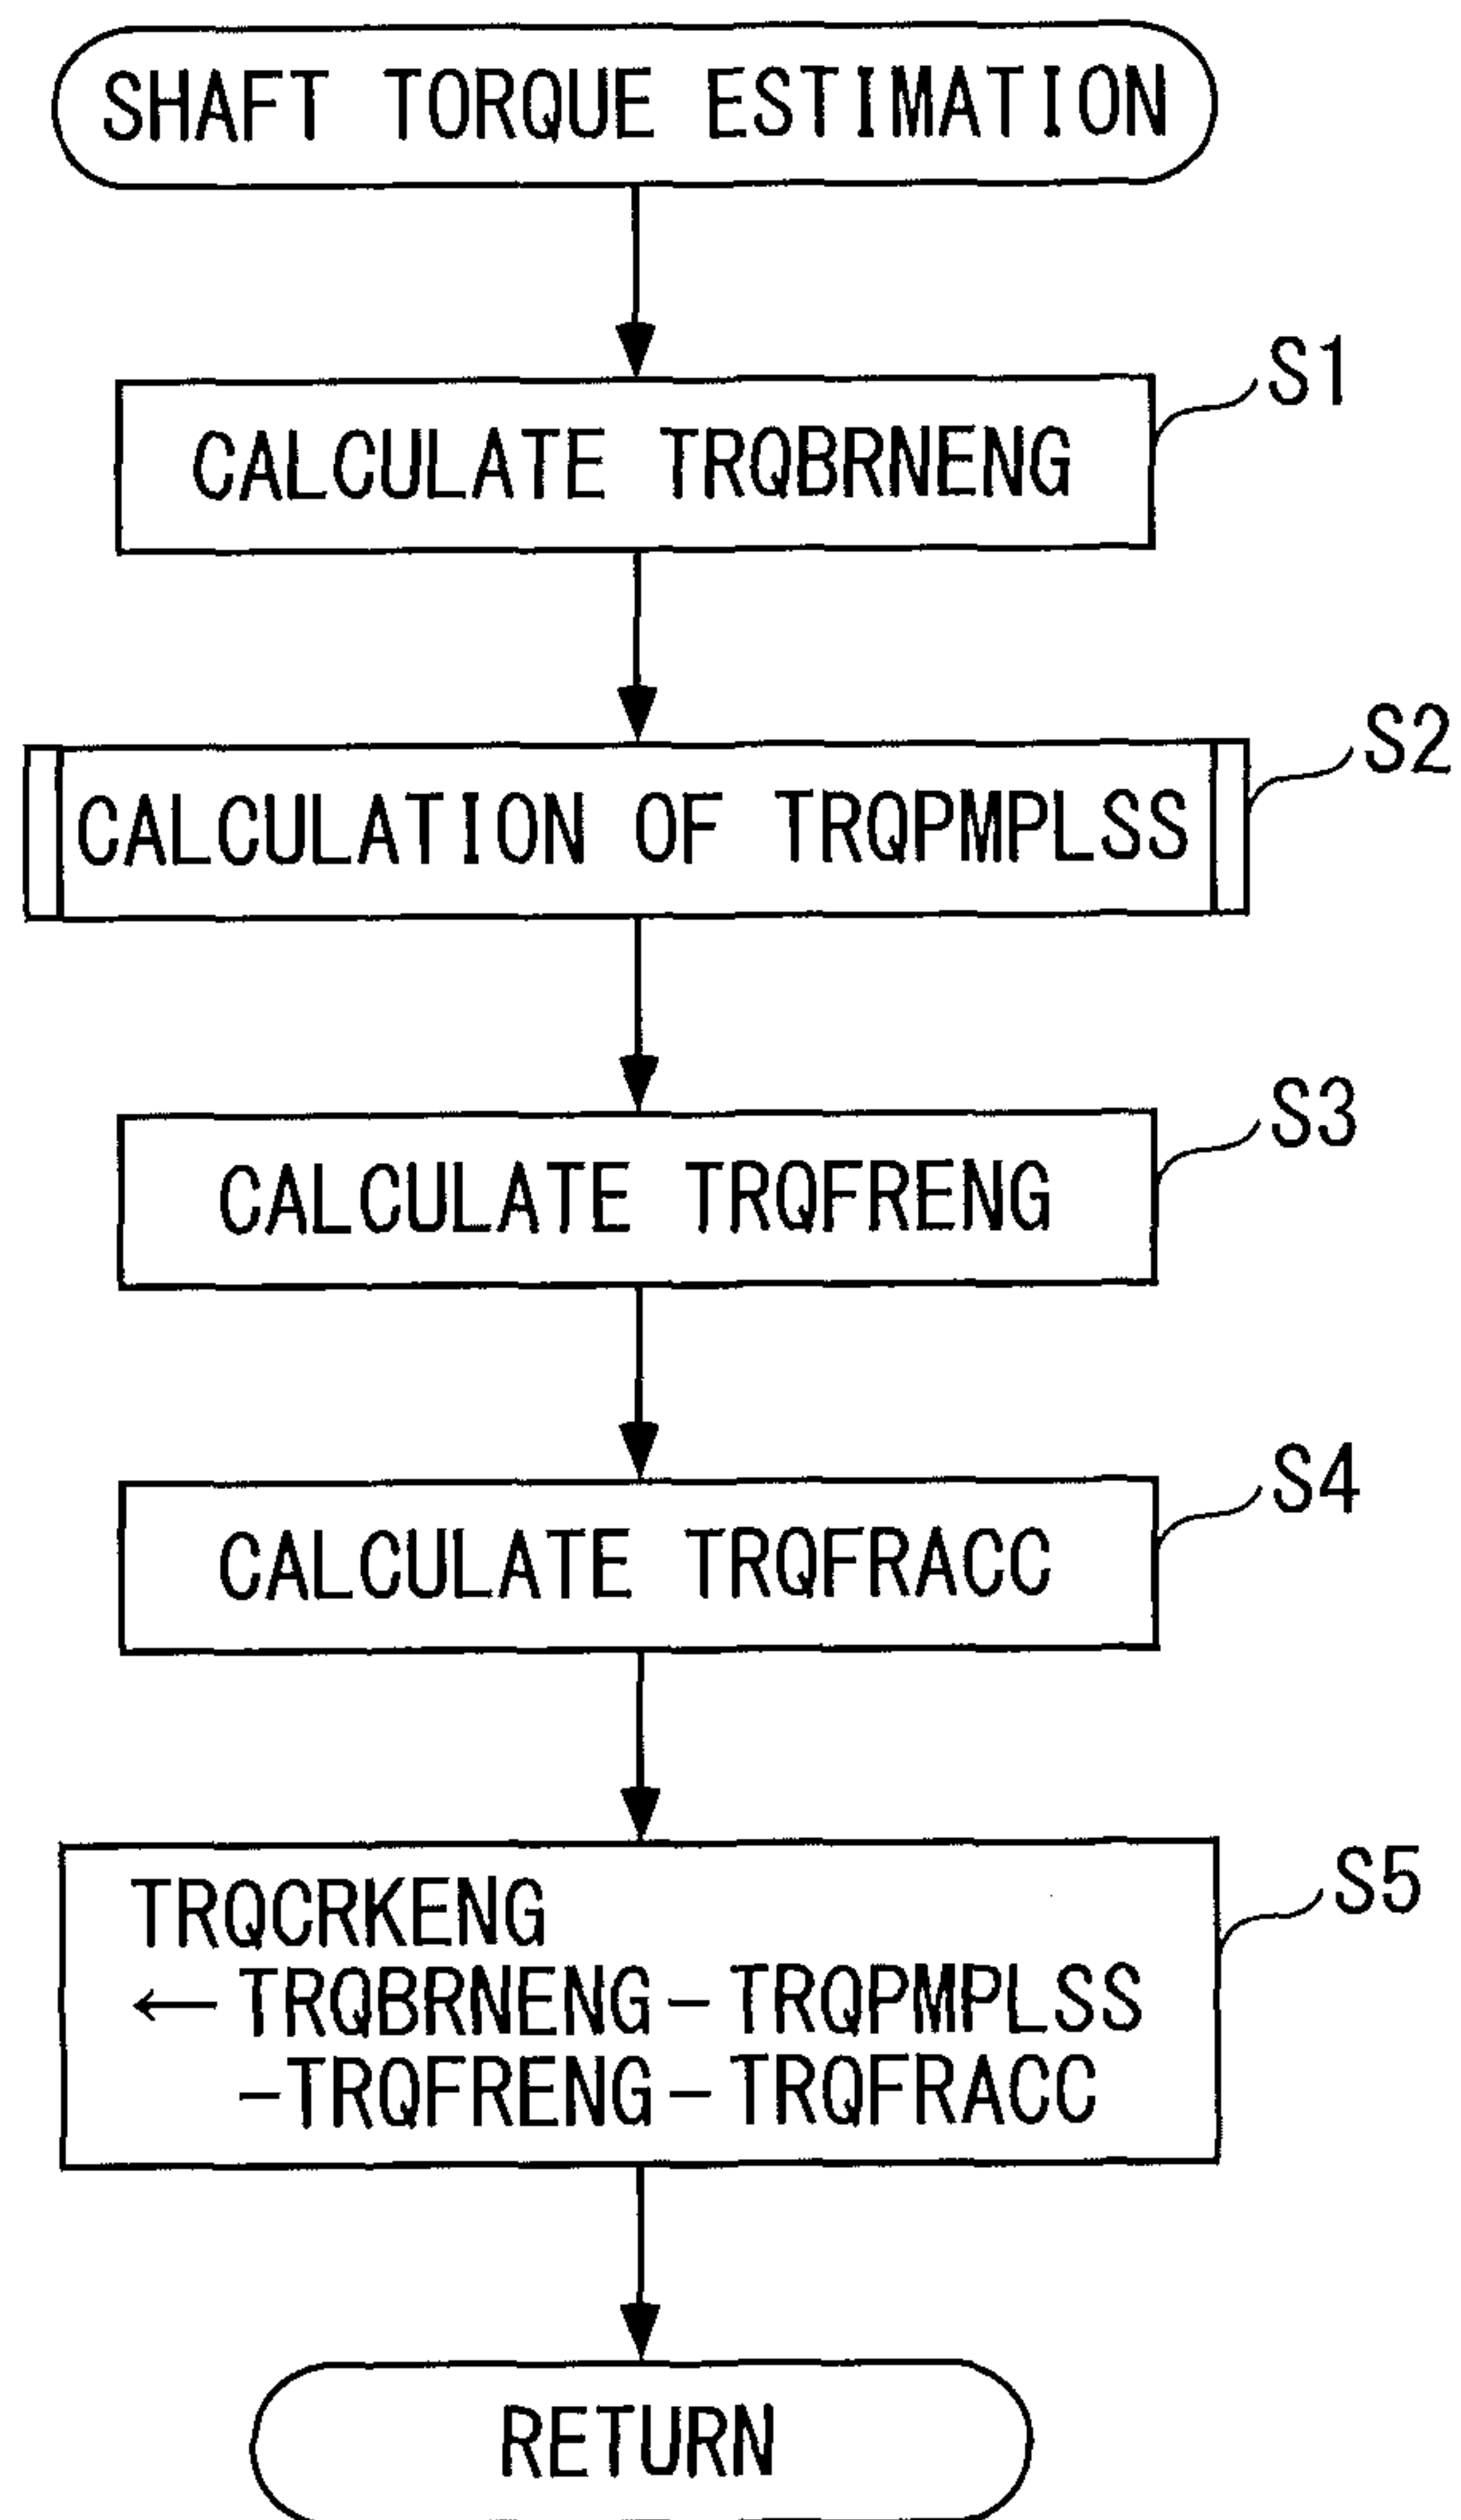 SHAFT TORQUE ESTIMATION
S1
CALCULATE TRQBRNENG
S2
CALCULATION OF TRQPMPLSS
S3
CALCULATE TRQFRENG
S4
CALCULATE TRQFRACC
S5
TRQCRKENG
←TRQBRNENG-TRQPMPLSS
-TRQFRENG-TRQFRACC
RETURN